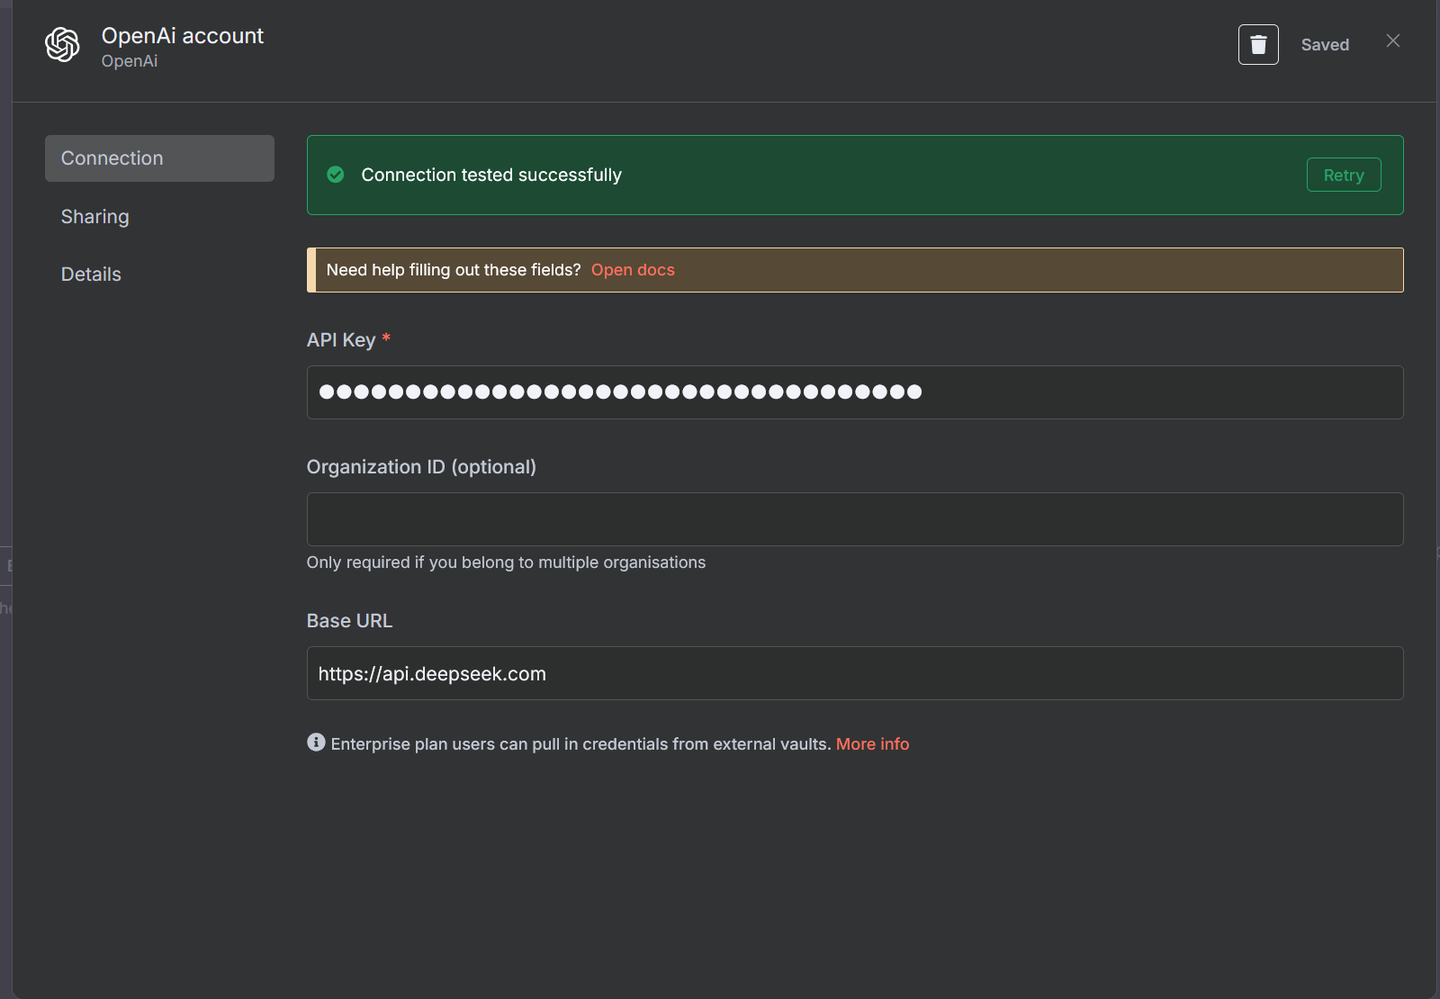 OpenAi account
OpenAi
Saved
Connection
Sharing
Details
Connection tested successfully
Retry
Need help filling out these fields? Open docs
API Key *
Organization ID (optional)
Only required if you belong to multiple organisations
Base URL
https://api.deepseek.com
Enterprise plan users can pull in credentials from external vaults. More info